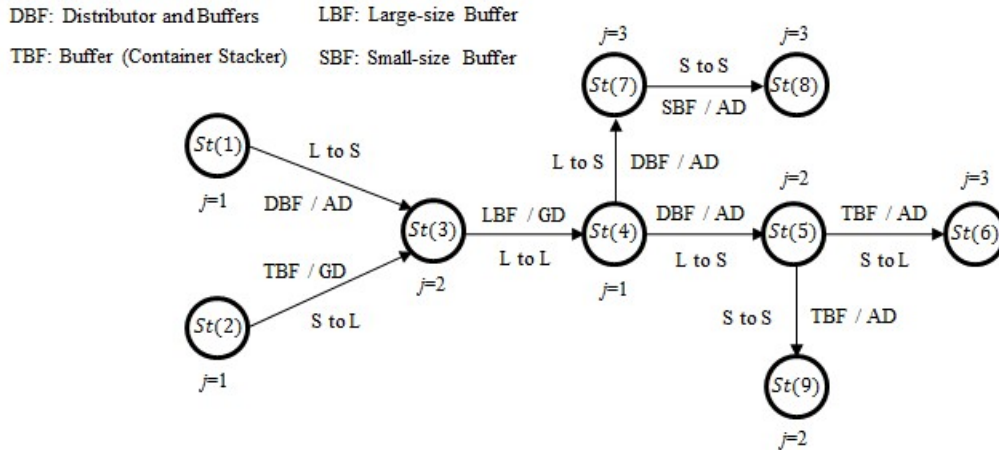 DBF: Distributor and Buffers
LBF: Large-size Buffer
TBF: Buffer (Container Stacker)
SBF: Small-size Buffer
j=3
j=3
St(7)
S to S
SBF / AD
St(8)
St(1)
L to S
j=1
DBF / AD
L to S
DBF / AD
j=2
j=3
St(3)
LBF / GD
L to L
St(4)
DBF / AD
L to S
St(5)
TBF / AD
S to L
St(6)
TBF / GD
j=2
j=1
St(2)
S to L
S to S
TBF / AD
j=1
St(9)
j=2